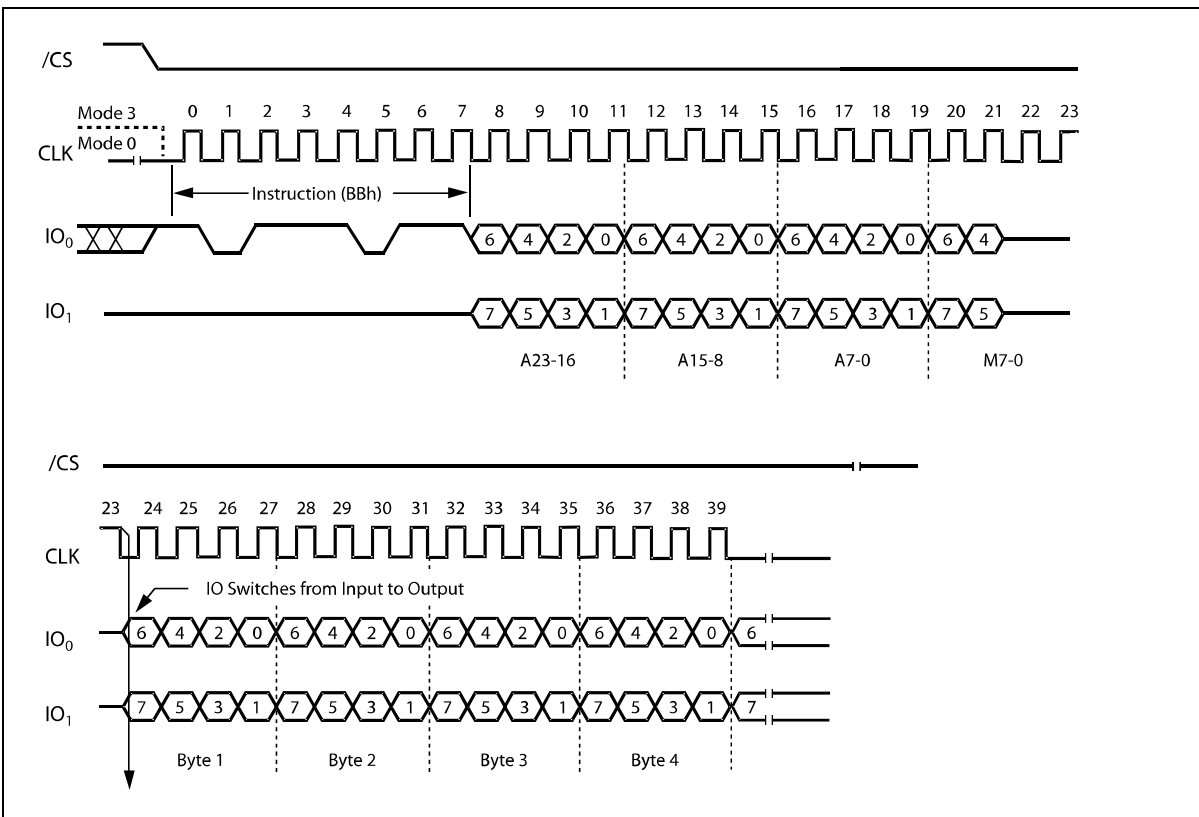 /CS
Mode 3
0 1 2 3 4 5 6 7 8 9 10 11 12 13 14 15 16 17 18 19 20 21 22 23
Mode 0
CLK
Instruction (BBh)
IO0 6 4 2 0 6 4 2 0 6 4 2 0 6 4
IO1 7 5 3 1 7 5 3 1 7 5 3 1 7 5
A23-16 A15-8 A7-0 M7-0
/CS
23 24 25 26 27 28 29 30 31 32 33 34 35 36 37 38 39
CLK
IO Switches from Input to Output
IO0 6 4 2 0 6 4 2 0 6 4 2 0 6 4 2 0 6
IO1 7 5 3 1 7 5 3 1 7 5 3 1 7 5 3 1 7
Byte 1 Byte 2 Byte 3 Byte 4